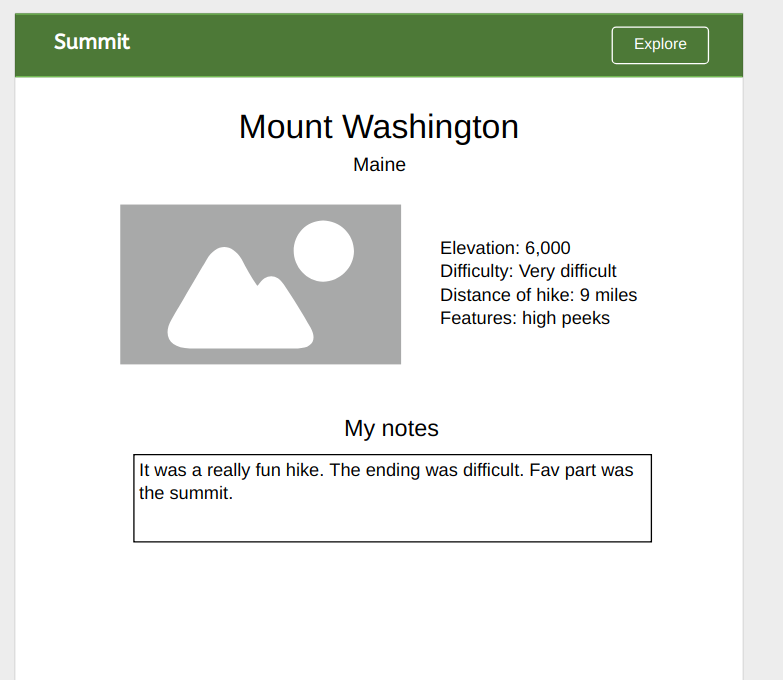 Summit
Explore
Mount Washington
Maine
Elevation: 6,000
Difficulty: Very difficult
Distance of hike: 9 miles
Features: high peeks
My notes
It was a really fun hike. The ending was difficult. Fav part was
the summit.